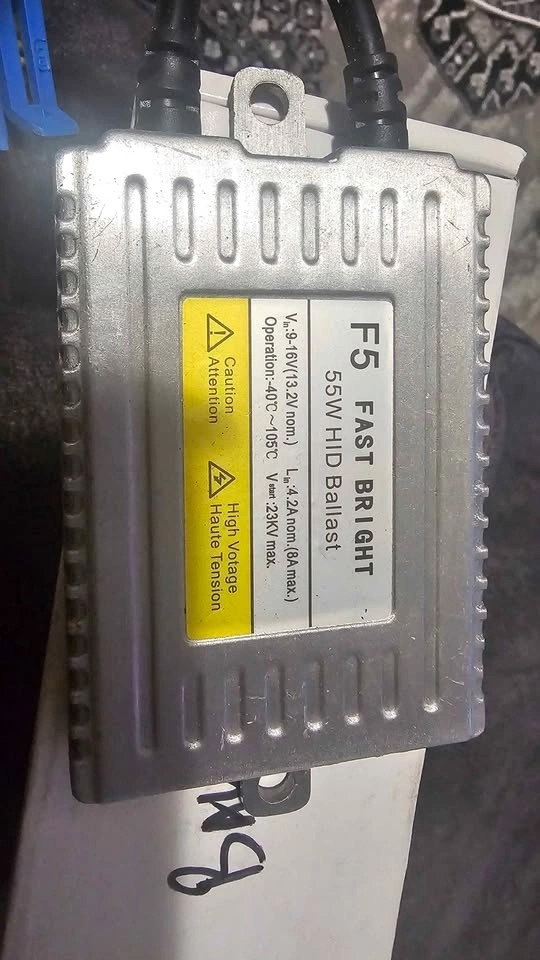 F5 FAST BRIGHT
55W HID Ballast
Vin:9-16V(13.2V nom.) Lin:4.2A nom.(8A max.)
Operation:-40℃~105℃ Vstart:23KV max.
Caution
Attention
High Votage
Haute Tension